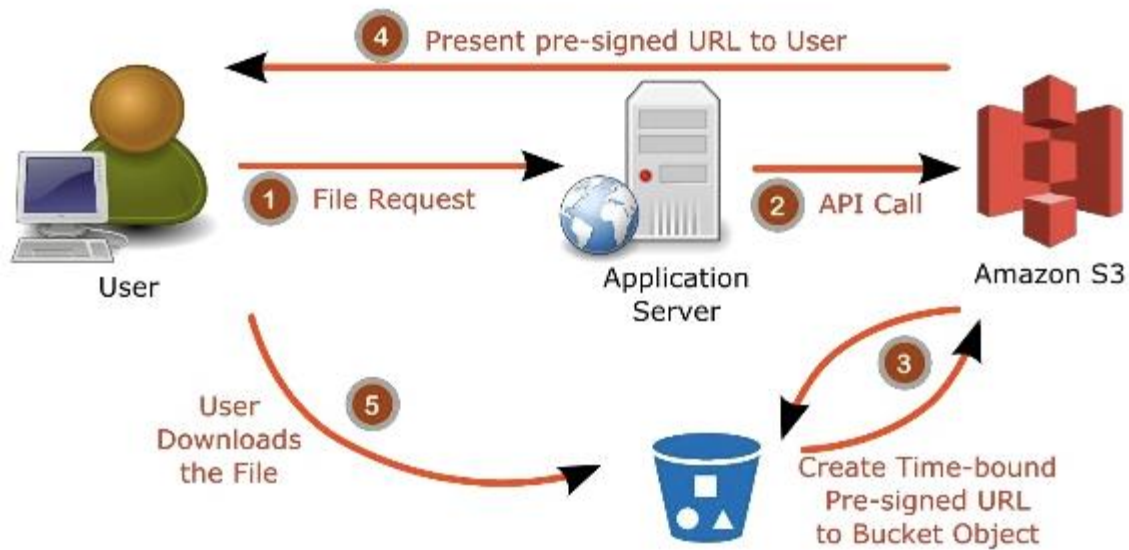 4 Present pre-signed URL to User
1 File Request
2 API Call
User
Application
Server
Amazon S3
3
5
User
Downloads
the File
Create Time-bound
Pre-signed URL
to Bucket Object